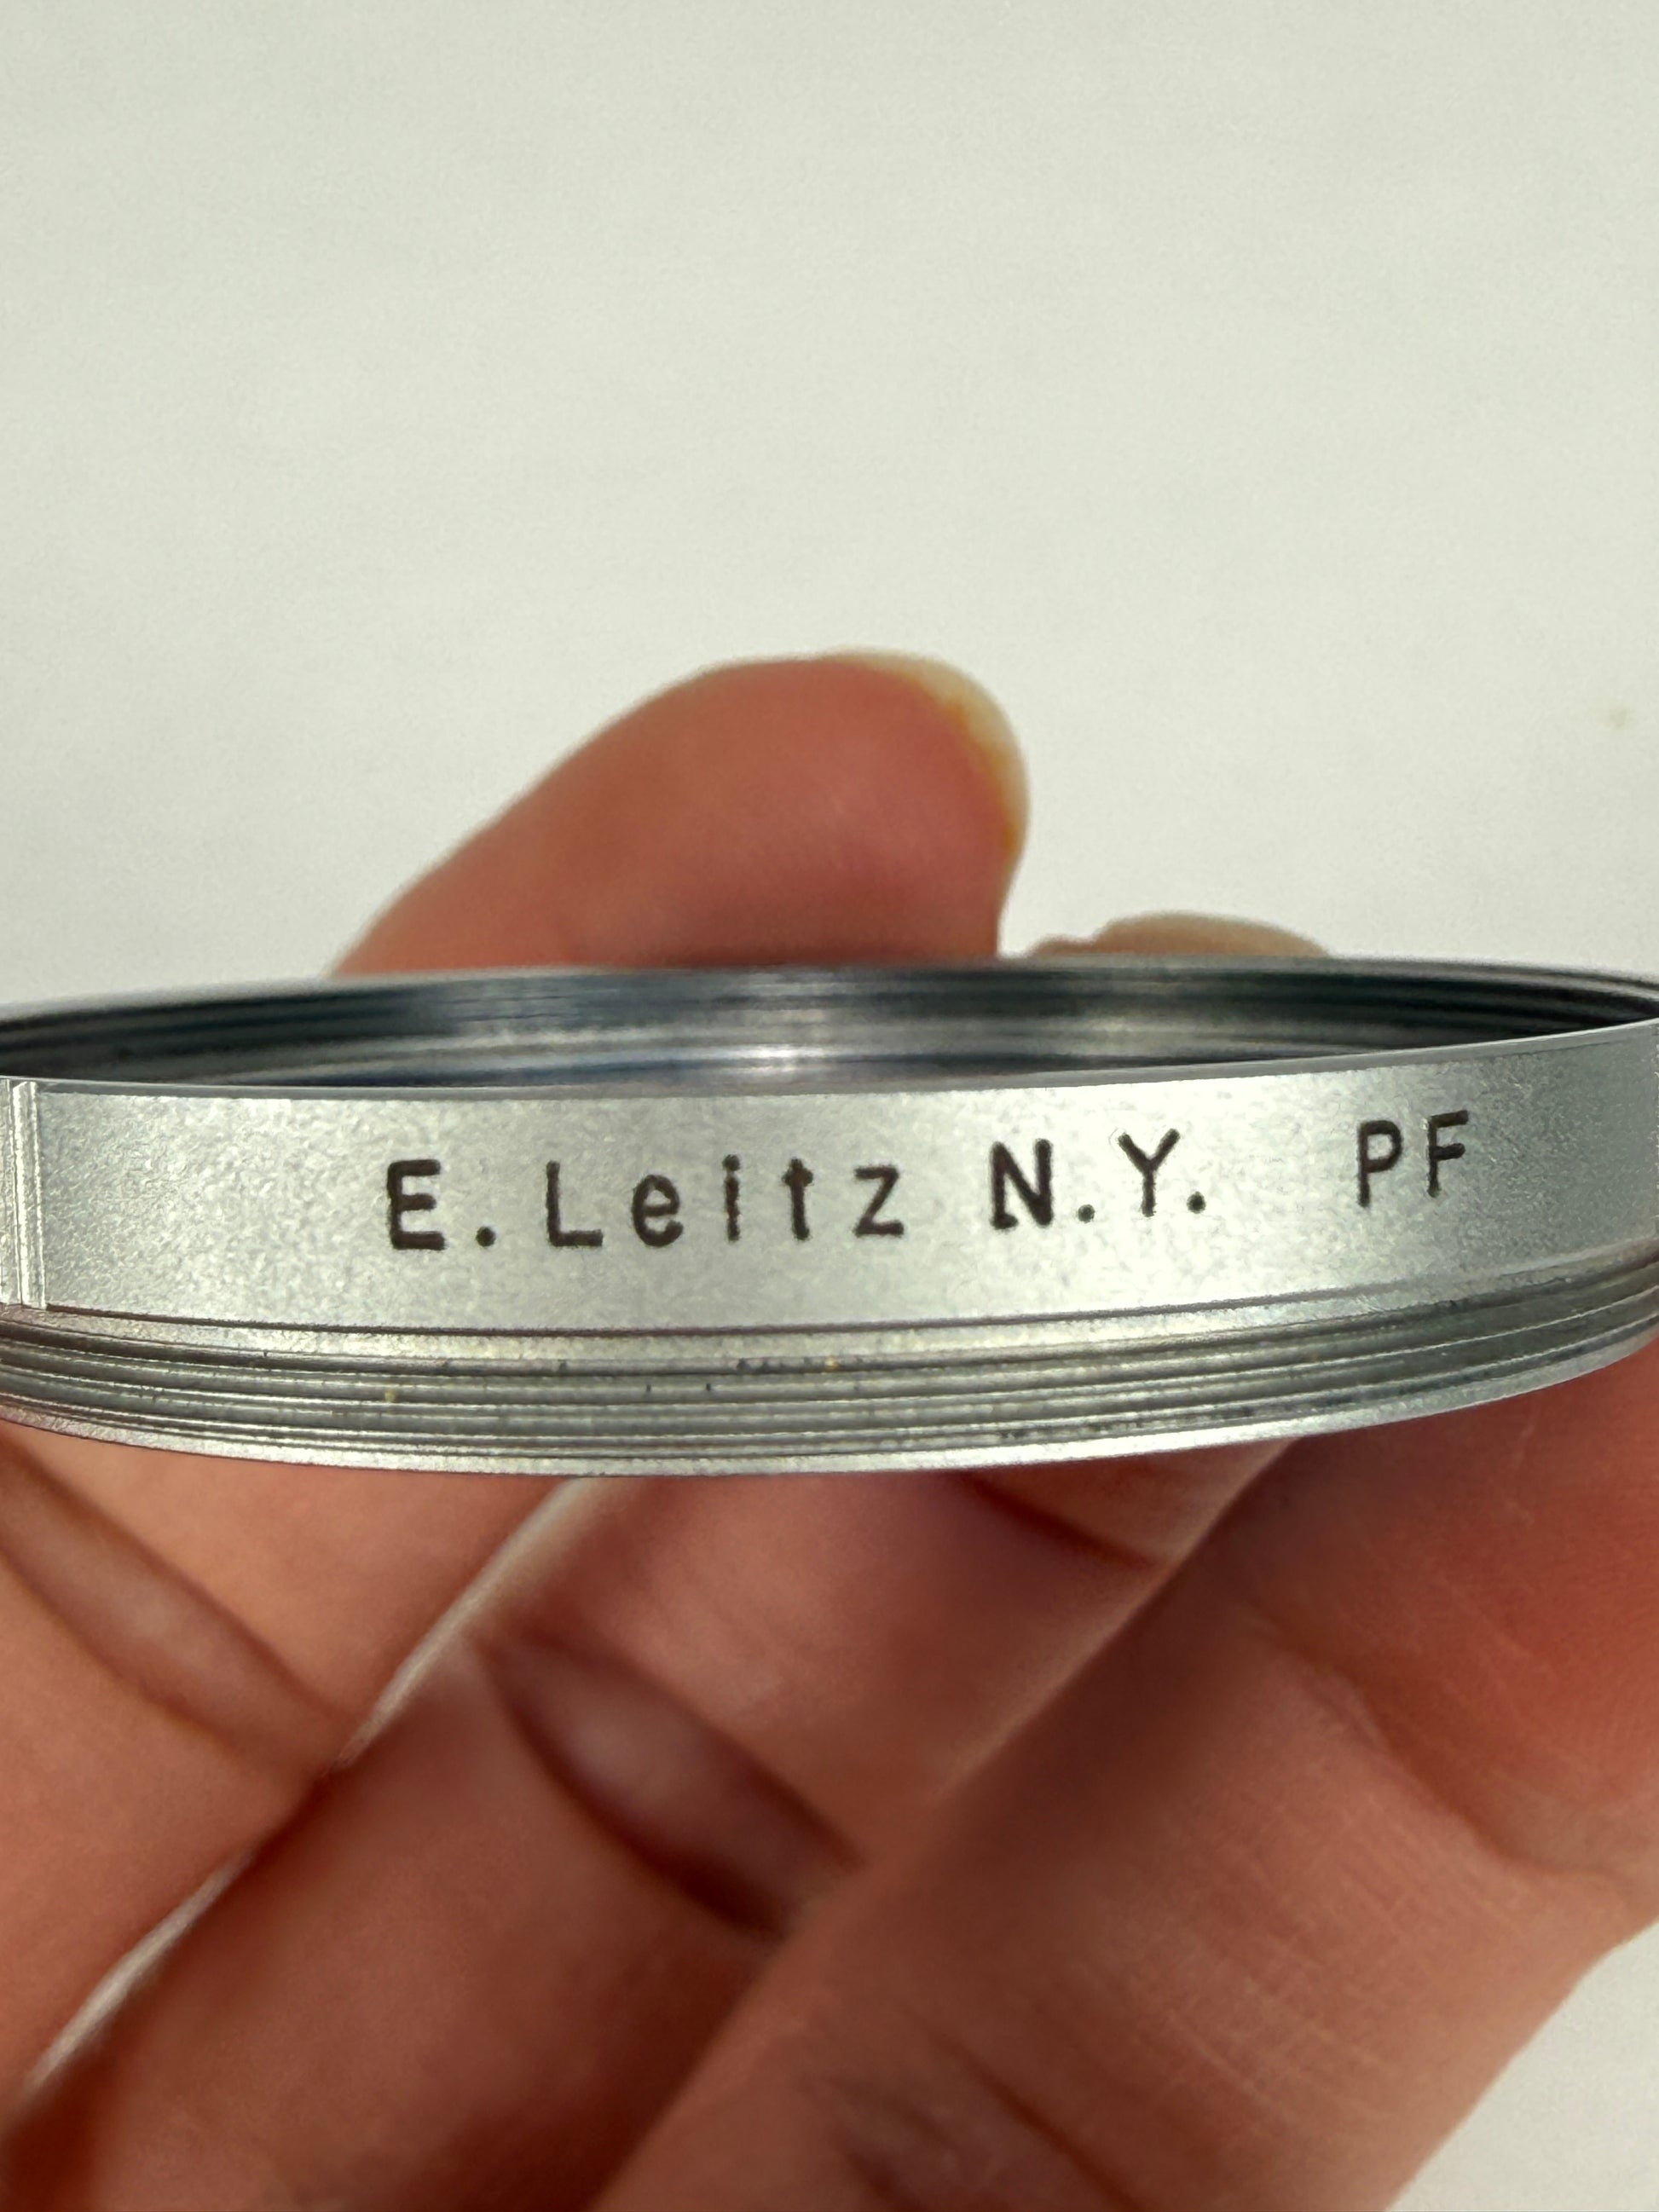 E. Leitz N.Y. PF